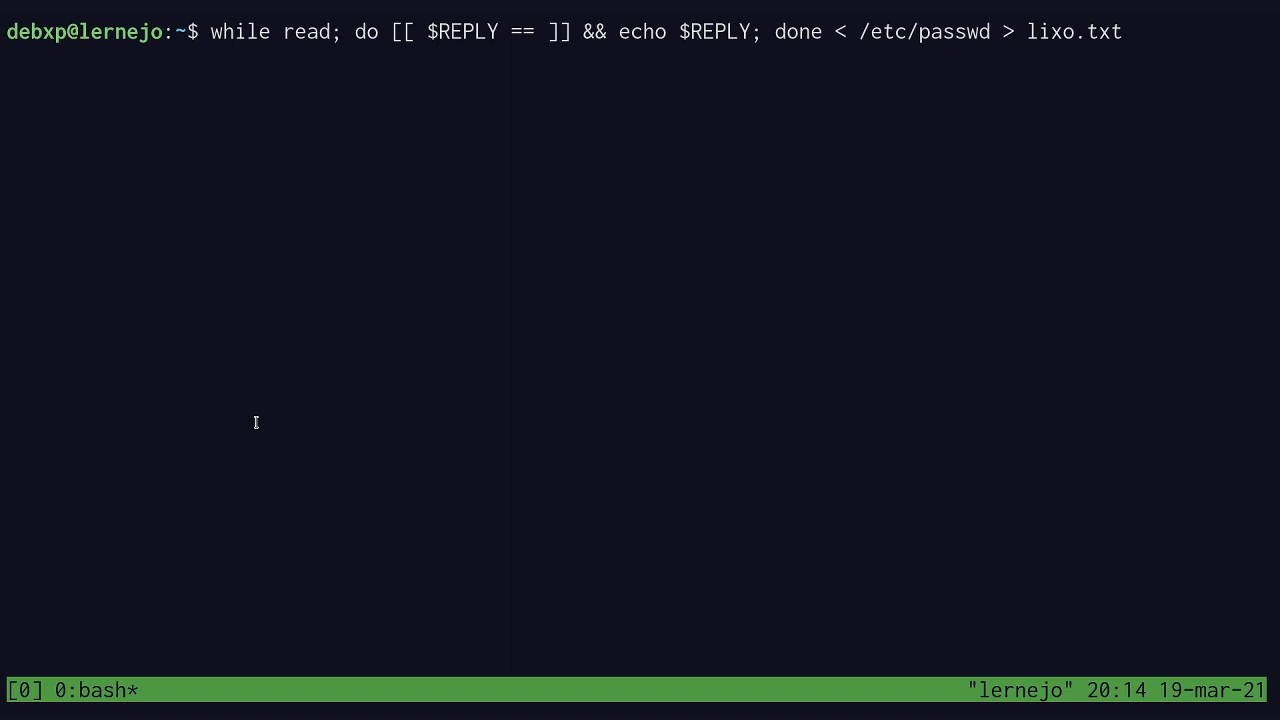 debxp@lernejo:~$ while read; do [[ $REPLY == ]] && echo $REPLY; done < /etc/passwd > lixo.txt
[0] 0:bash* "lernejo" 20:14 19-mar-21